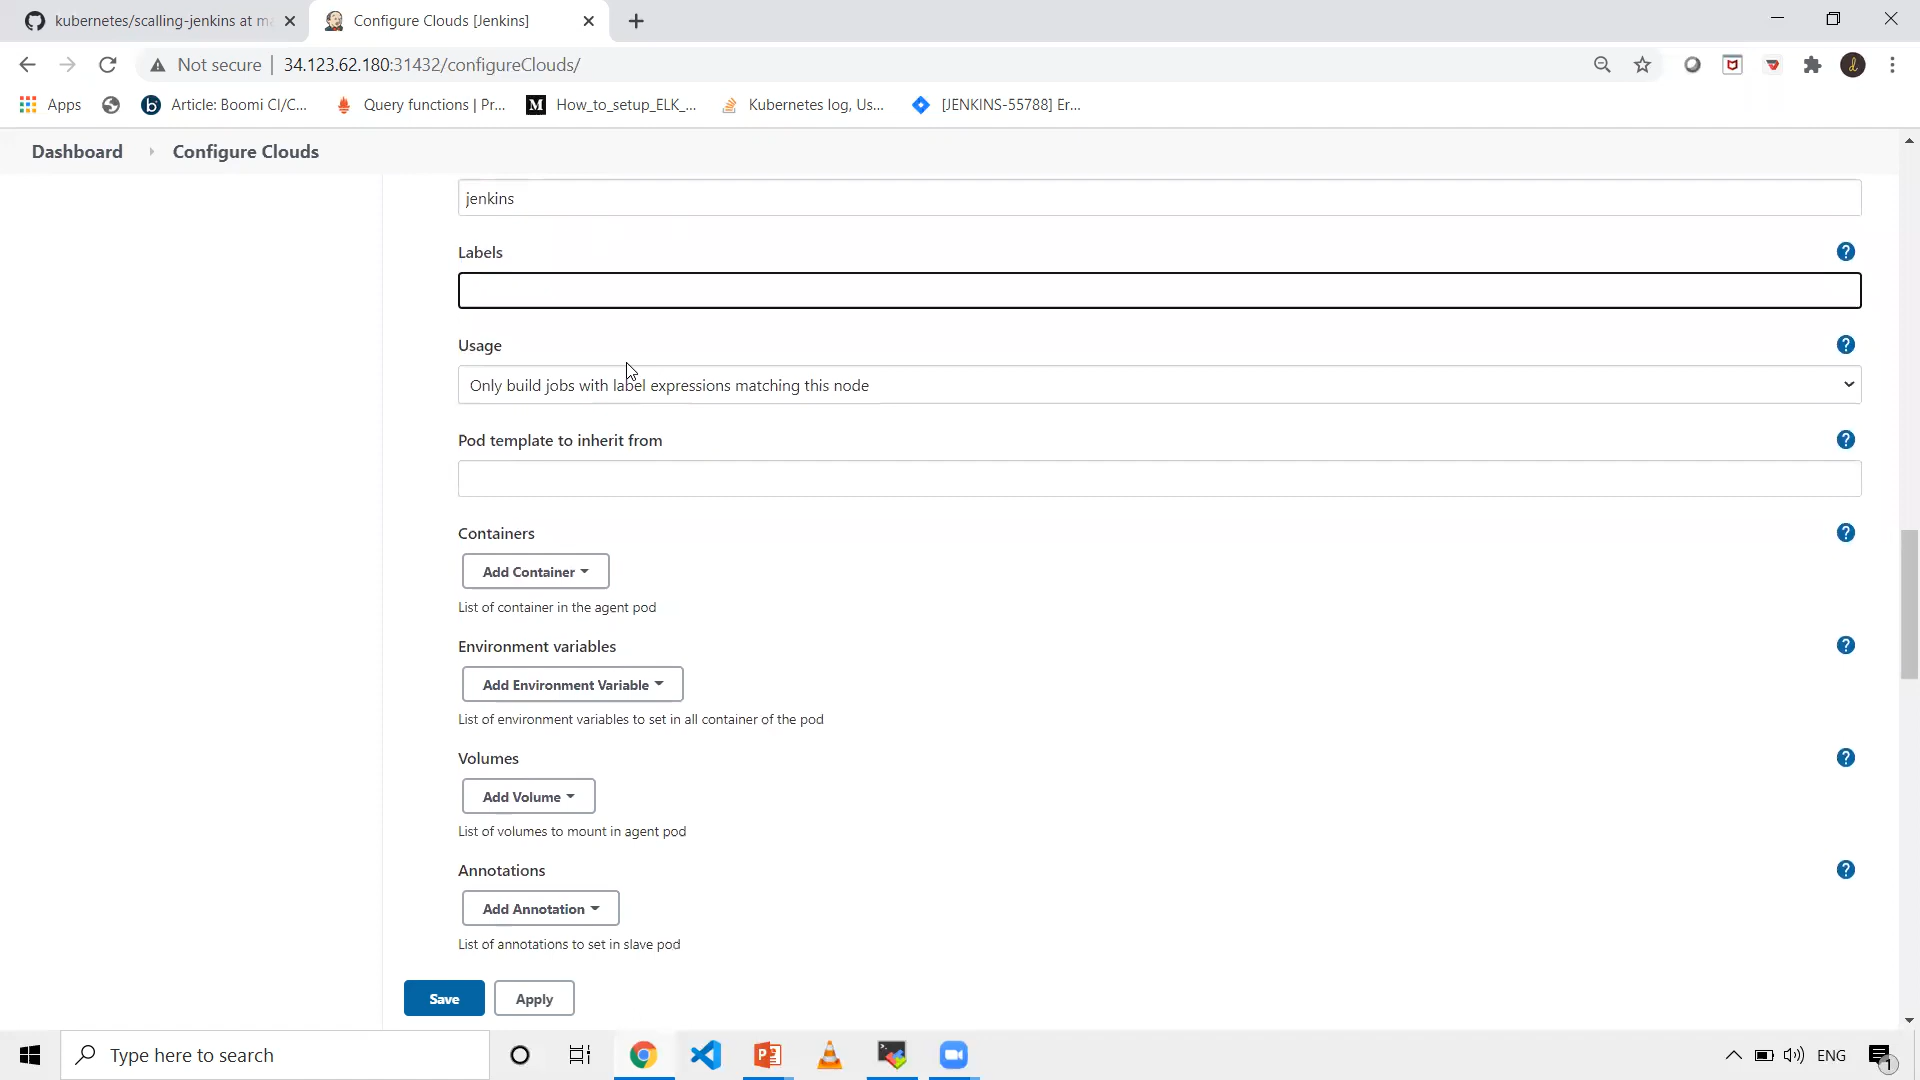 kubernetes/scalling-jenkins at ma
Configure Clouds [Jenkins]
Not secure
34.123.62.180:31432/configureClouds/
Apps
Article: Boomi CI/C...
Query functions | Pr...
How_to_setup_ELK_...
Kubernetes log, Us...
[JENKINS-55788] Er...
Dashboard
Configure Clouds
jenkins
Labels
Usage
Only build jobs with label expressions matching this node
Pod template to inherit from
Containers
Add Container
List of container in the agent pod
Environment variables
Add Environment Variable
List of environment variables to set in all container of the pod
Volumes
Add Volume
List of volumes to mount in agent pod
Annotations
Add Annotation
List of annotations to set in slave pod
Save
Apply
Type here to search
ENG
1